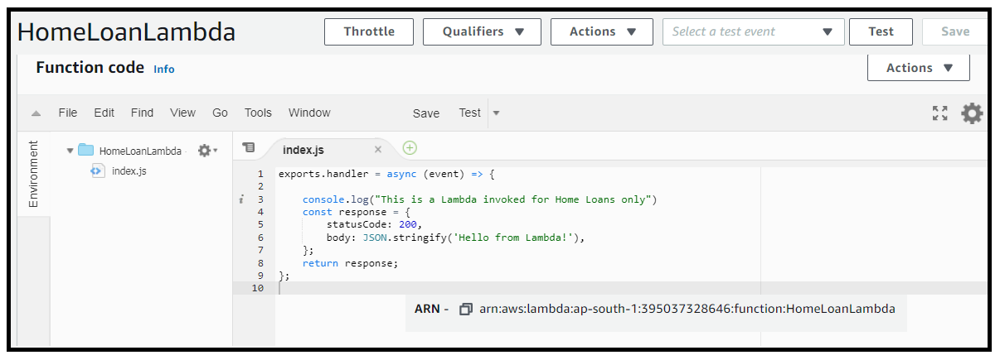 HomeLoanLambda Throttle Qualifiers Actions Select a test event Test Save
Function code Info Actions
File Edit Find View Go Tools Window Save Test
Environment
HomeLoanLambda
index.js
index.js
1 exports.handler = async (event) => {
2
3 console.log("This is a Lambda invoked for Home Loans only")
4 const response = {
5 statusCode: 200,
6 body: JSON.stringify('Hello from Lambda!'),
7 };
8 return response;
9 };
10
ARN - arn:aws:lambda:ap-south-1:395037328646:function:HomeLoanLambda